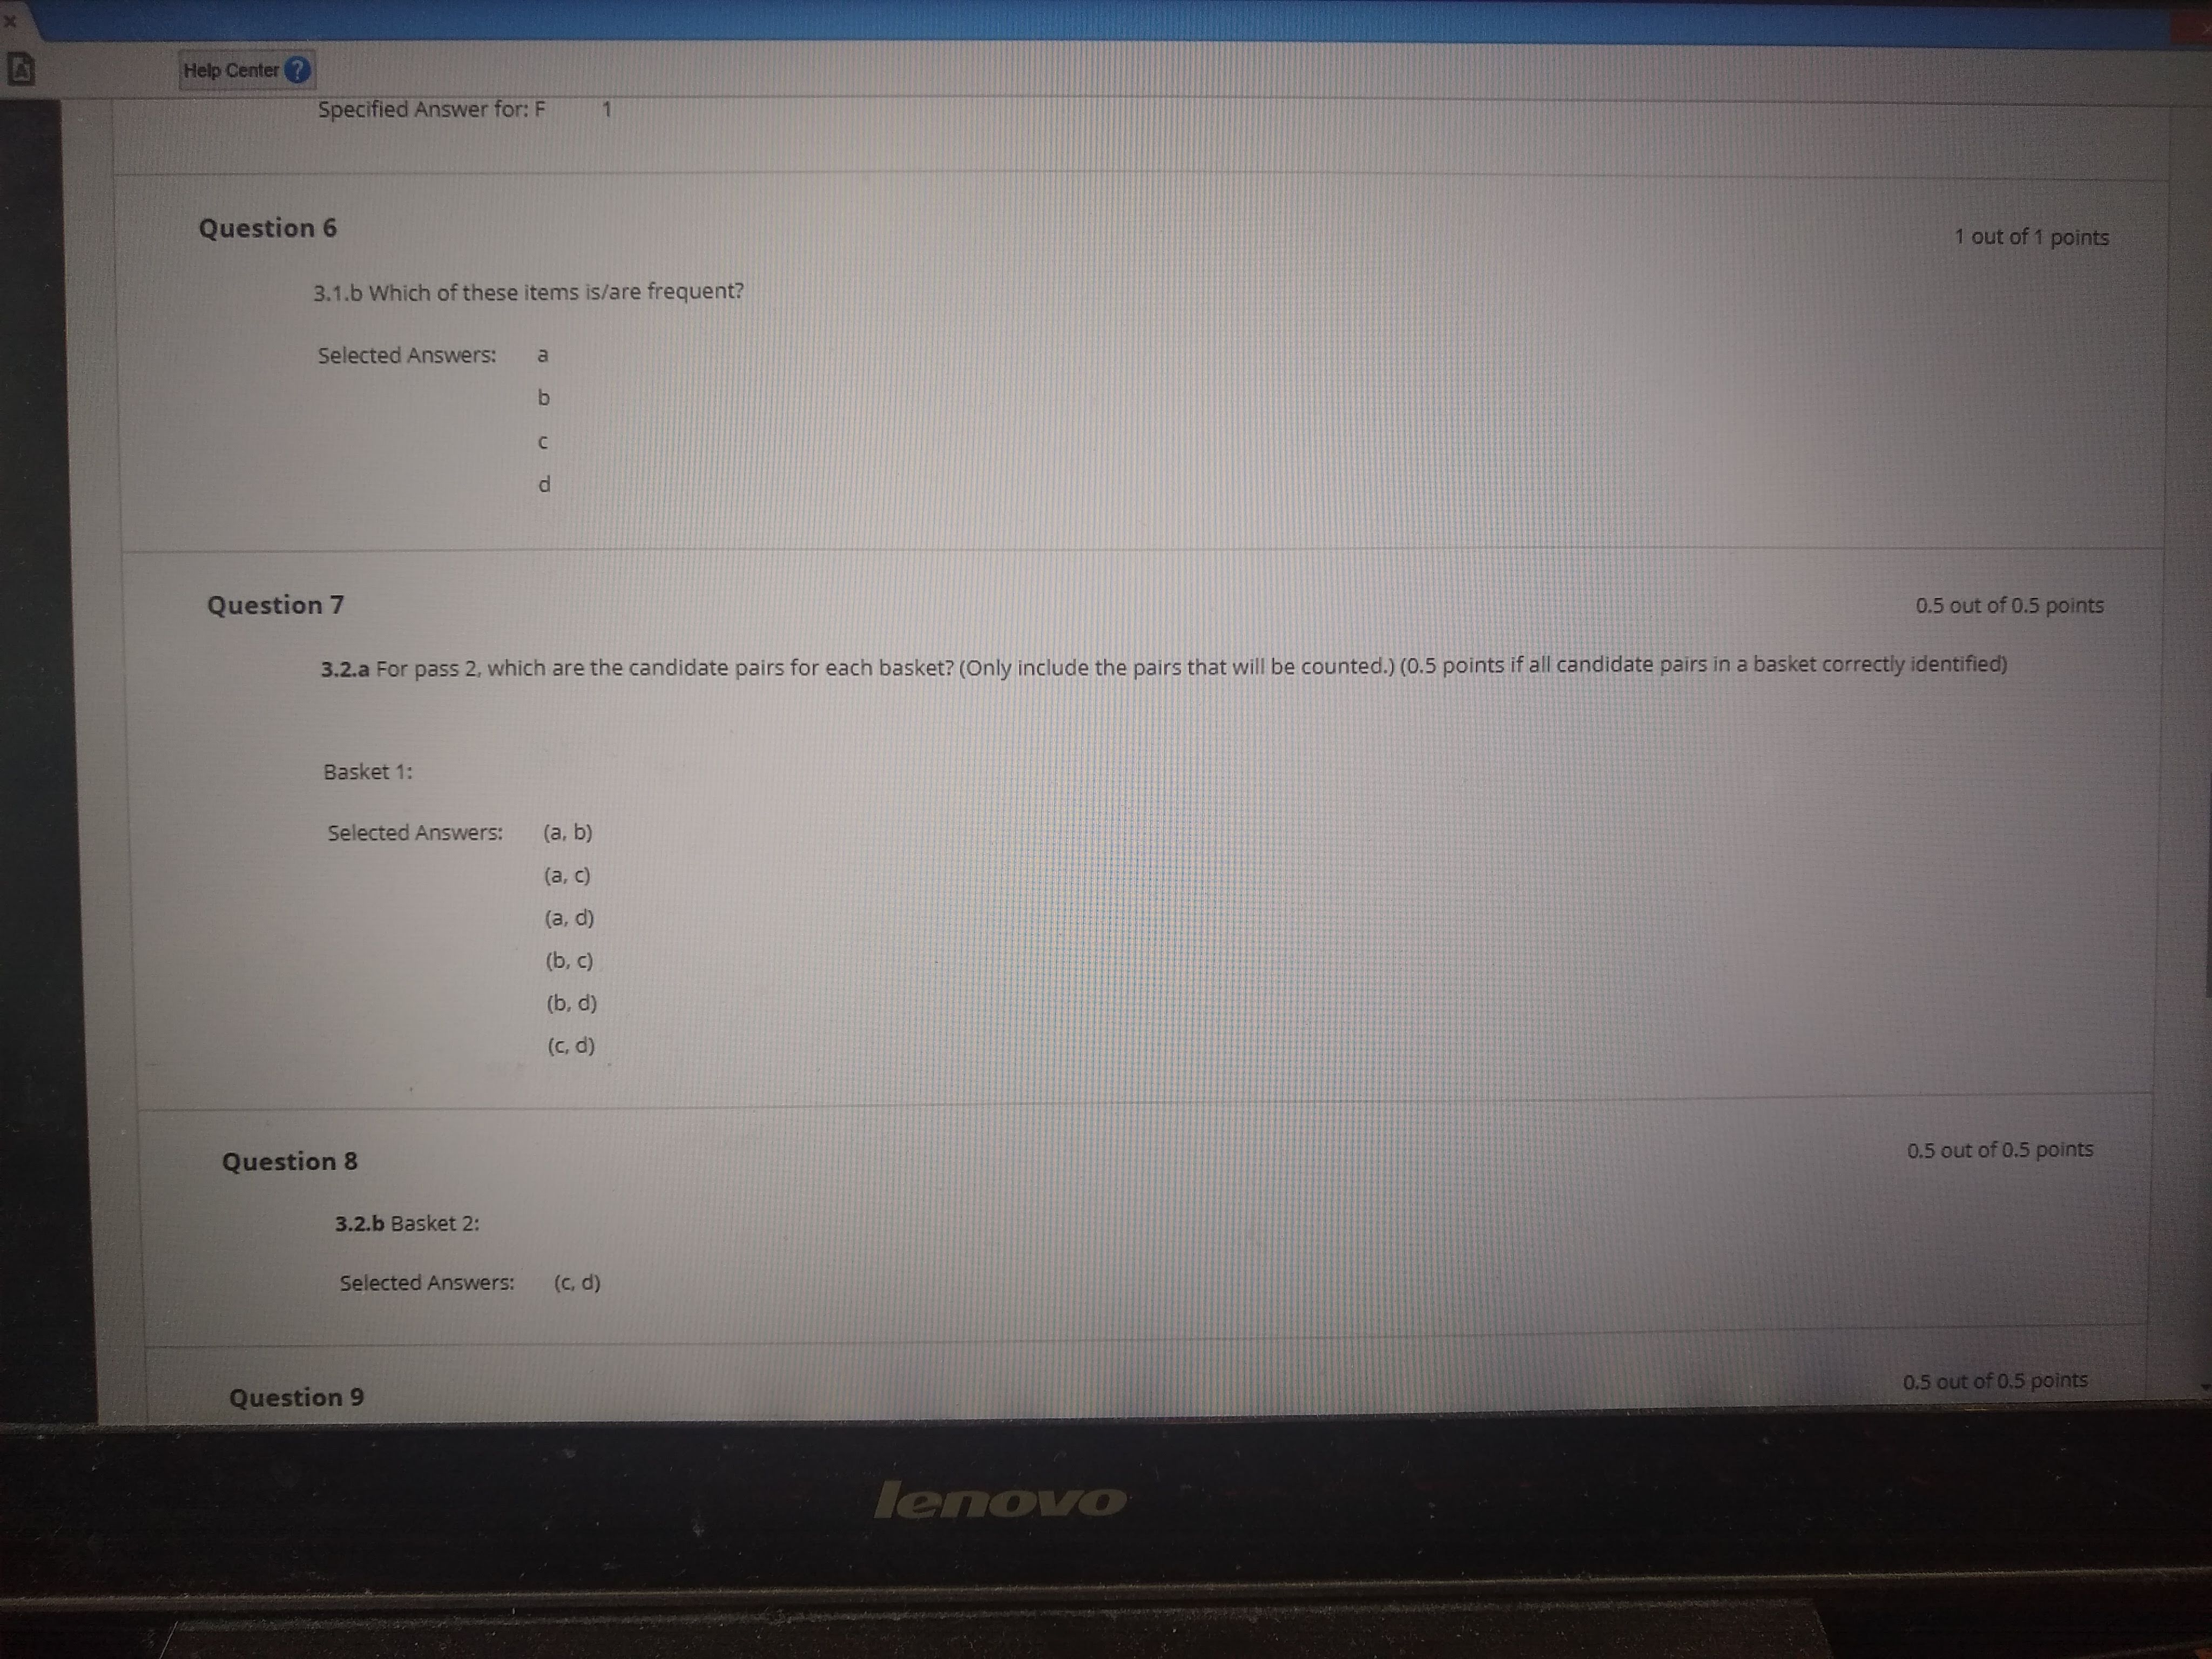 Help Center ?
Specified Answer for: F 1
Question 6
1 out of 1 points
3.1.b Which of these items is/are frequent?
Selected Answers: a
b
c
d
Question 7
0.5 out of 0.5 points
3.2.a For pass 2, which are the candidate pairs for each basket? (Only include the pairs that will be counted.) (0.5 points if all candidate pairs in a basket correctly identified)
Basket 1:
Selected Answers: (a, b)
(a, c)
(a, d)
(b, c)
(b, d)
(c, d)
Question 8
0.5 out of 0.5 points
3.2.b Basket 2:
Selected Answers: (c, d)
Question 9
0.5 out of 0.5 points
lenovo